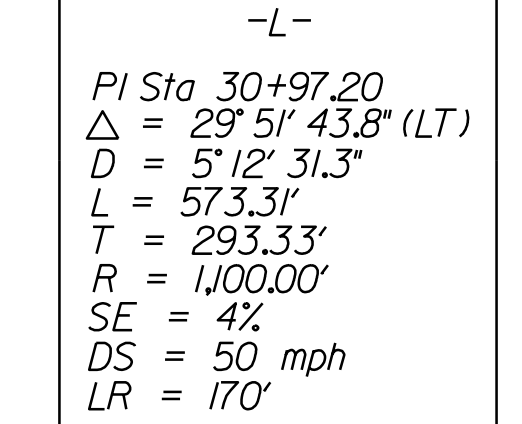 -L-
PI Sta 30+97.20
△ = 29° 51' 43.8" (LT)
D = 5° 12' 31.3"
L = 573.31'
T = 293.33'
R = 1,100.00'
SE = 4%
DS = 50 mph
LR = 170'